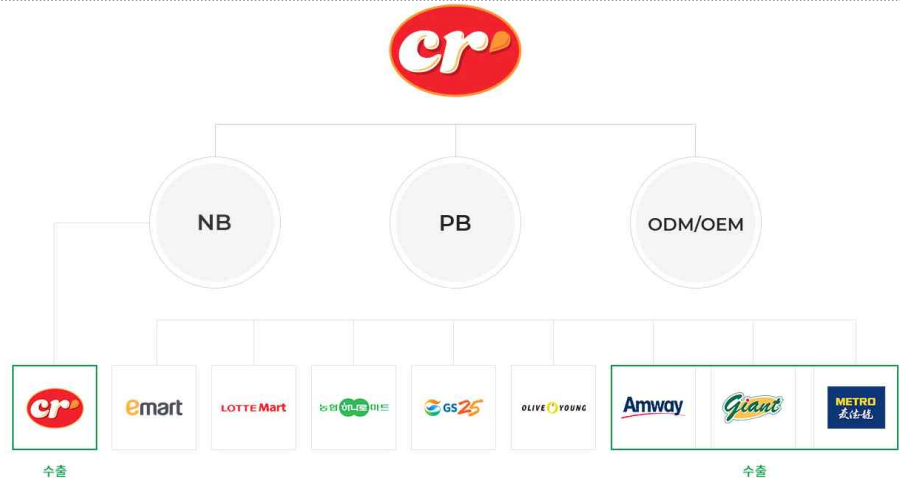 cr
NB
PB
ODM/OEM
cr
emart
LOTTE Mart
농협 하나로 마트
GS25
OLIVE YOUNG
Amway
Giant
METRO
麦德龙
수출
수출